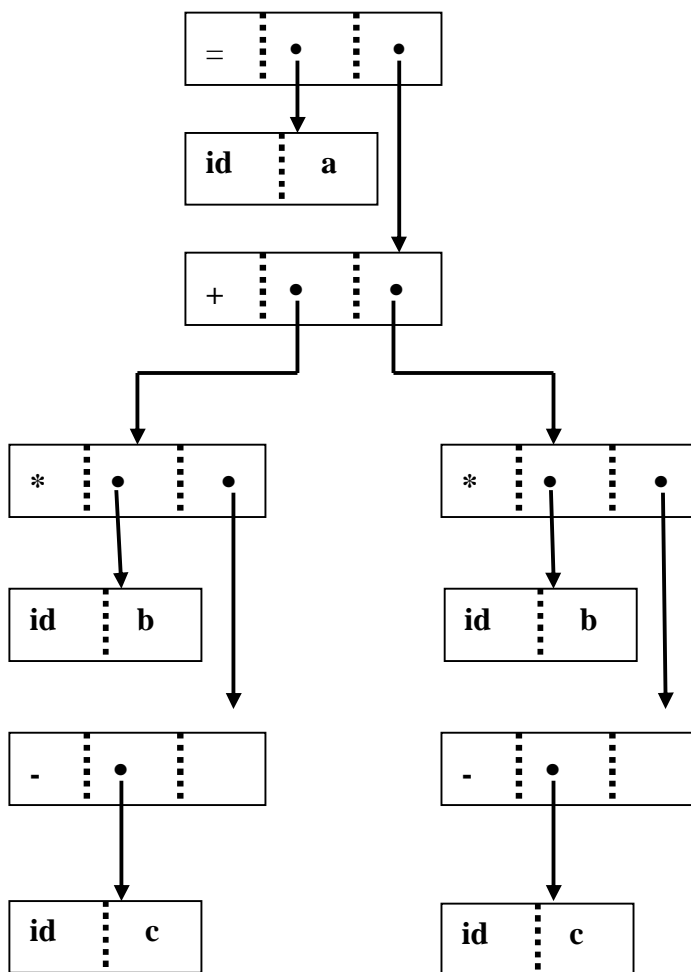 =
id a
+
* *
id b id b
- -
id c id c